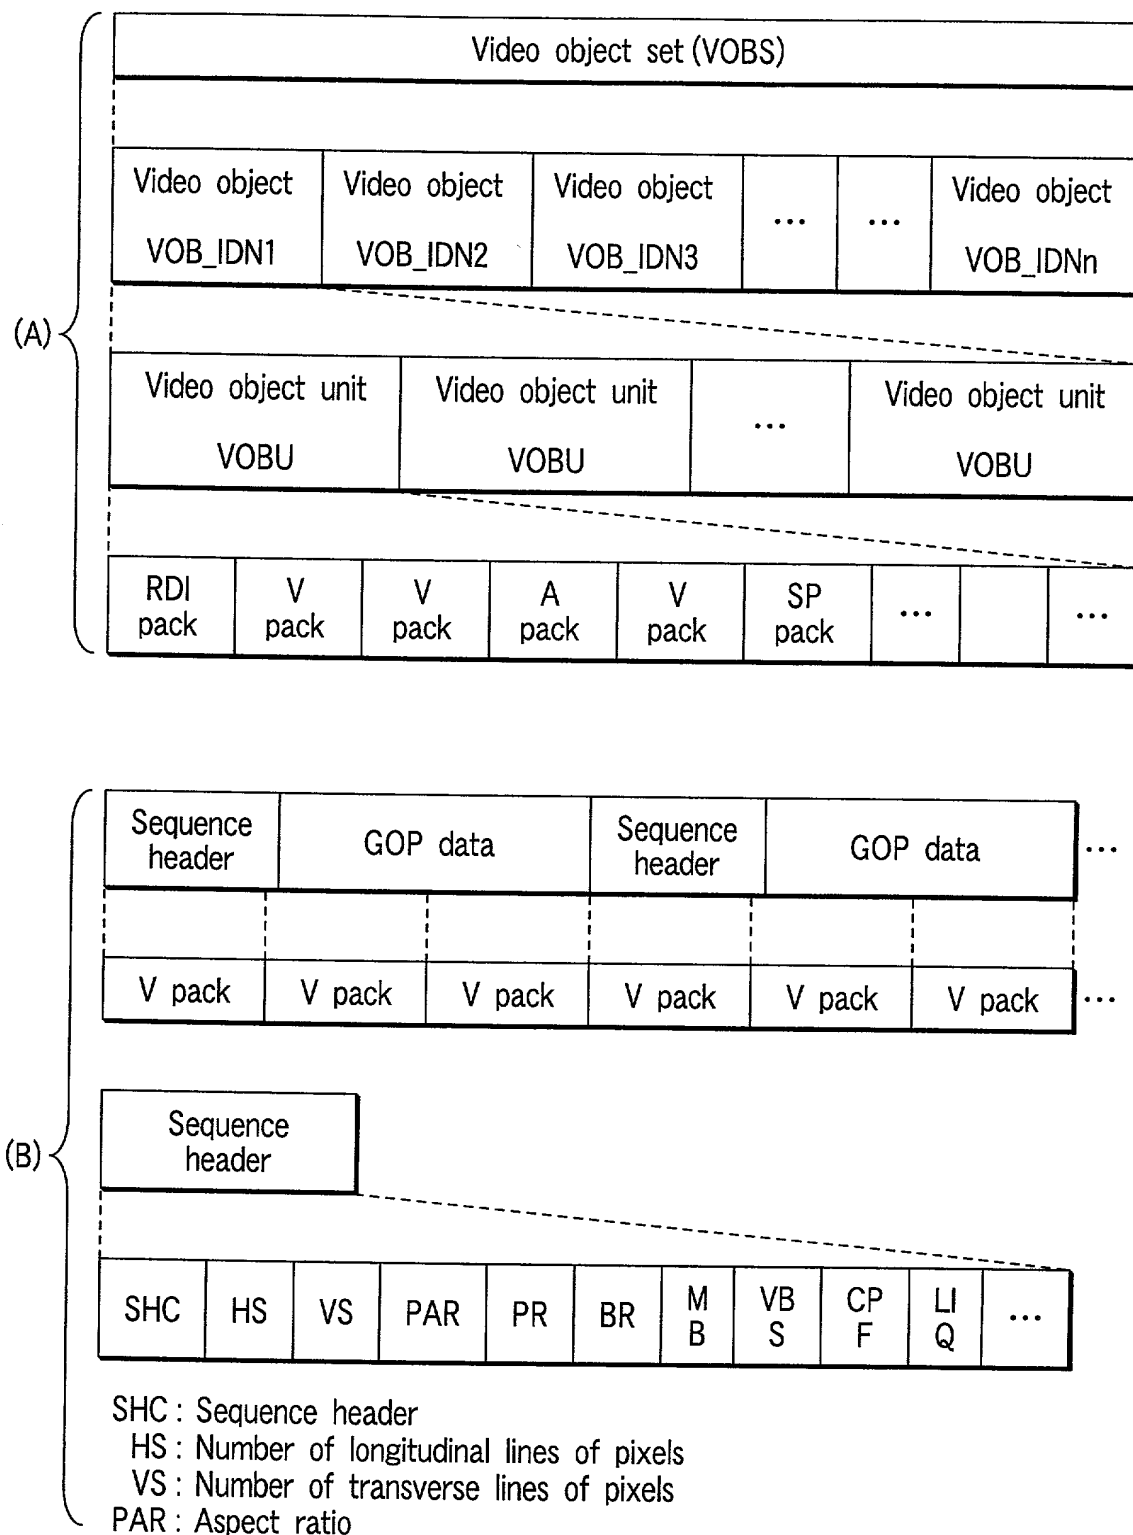 Video object set (VOBS)
Video object Video object Video object ... ... Video object
VOB_IDN1 VOB_IDN2 VOB_IDN3 VOB_IDNn
(A)
Video object unit Video object unit ... Video object unit
VOBU VOBU VOBU
RDI V V A V SP ... ...
pack pack pack pack pack pack
Sequence GOP data Sequence GOP data ...
header header
V pack V pack V pack V pack V pack V pack ...
(B)
Sequence
header
SHC HS VS PAR PR BR M VB CP LI ...
B S F Q
SHC : Sequence header
HS : Number of longitudinal lines of pixels
VS : Number of transverse lines of pixels
PAR : Aspect ratio